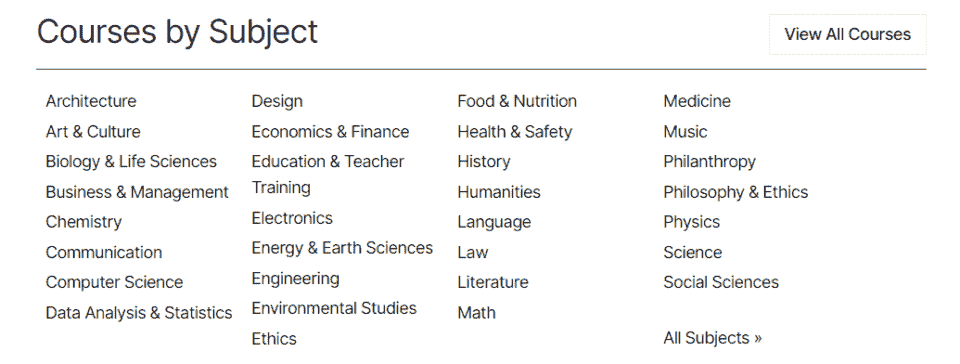 Courses by Subject
View All Courses
Architecture
Art & Culture
Biology & Life Sciences
Business & Management
Chemistry
Communication
Computer Science
Data Analysis & Statistics
Design
Economics & Finance
Education & Teacher
Training
Electronics
Energy & Earth Sciences
Engineering
Environmental Studies
Ethics
Food & Nutrition
Health & Safety
History
Humanities
Language
Law
Literature
Math
Medicine
Music
Philanthropy
Philosophy & Ethics
Physics
Science
Social Sciences
All Subjects »